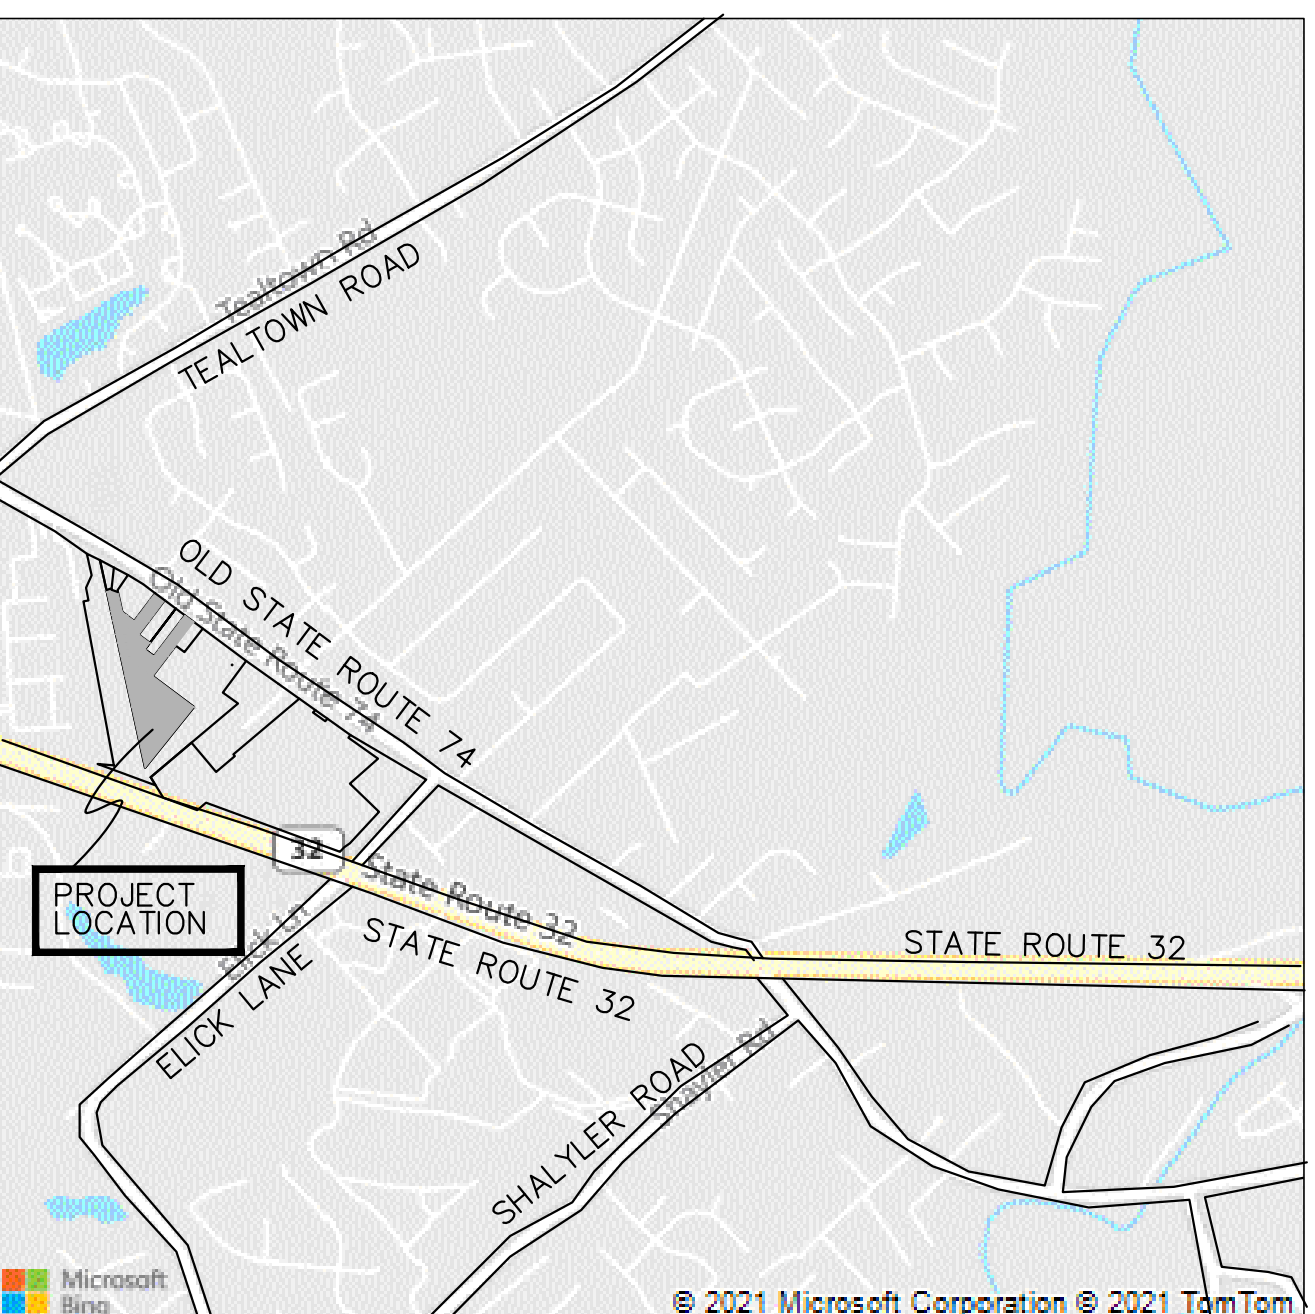 Tealtown Rd
TEALTOWN ROAD
OLD STATE ROUTE 74
Old State Route 74
32
State Route 32
STATE ROUTE 32
STATE ROUTE 32
PROJECT
LOCATION
Elick Ln
ELICK LANE
SHALYLER ROAD
Shayler Rd
Microsoft
Bing
© 2021 Microsoft Corporation © 2021 TomTom